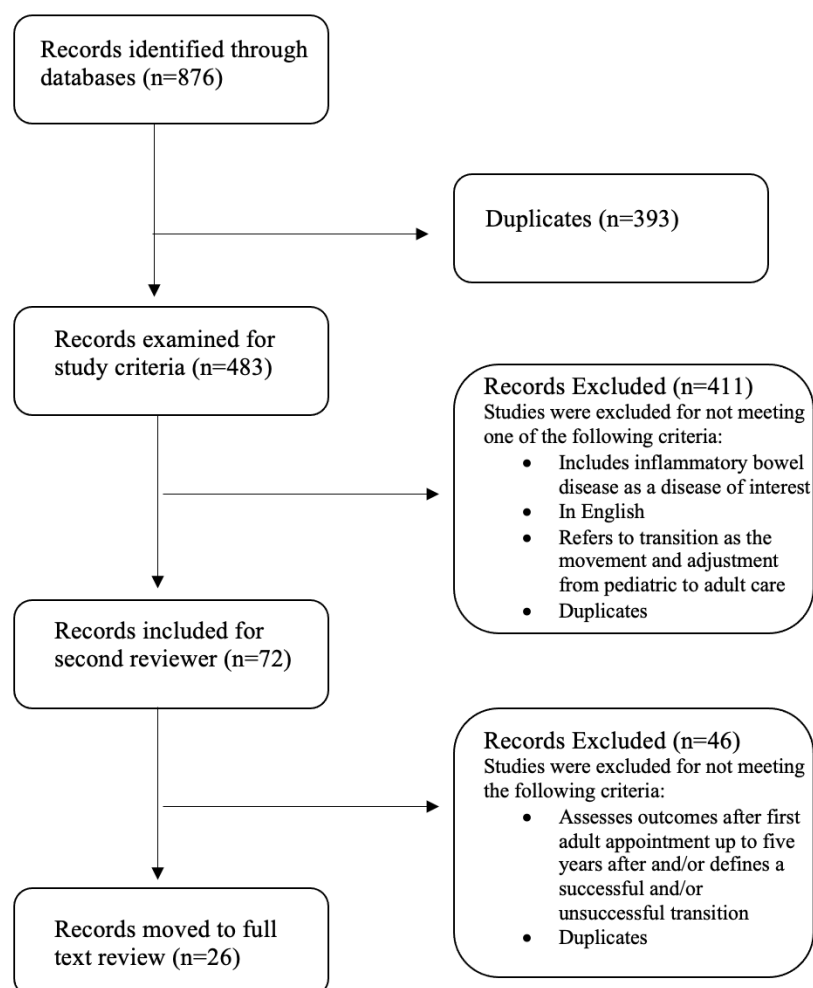 Records identified through
databases (n=876)
Duplicates (n=393)
Records examined for
study criteria (n=483)
Records Excluded (n=411)
Studies were excluded for not meeting
one of the following criteria:
• Includes inflammatory bowel
disease as a disease of interest
• In English
• Refers to transition as the
movement and adjustment
from pediatric to adult care
• Duplicates
Records included for
second reviewer (n=72)
Records Excluded (n=46)
Studies were excluded for not meeting
the following criteria:
• Assesses outcomes after first
adult appointment up to five
years after and/or defines a
successful and/or
unsuccessful transition
• Duplicates
Records moved to full
text review (n=26)